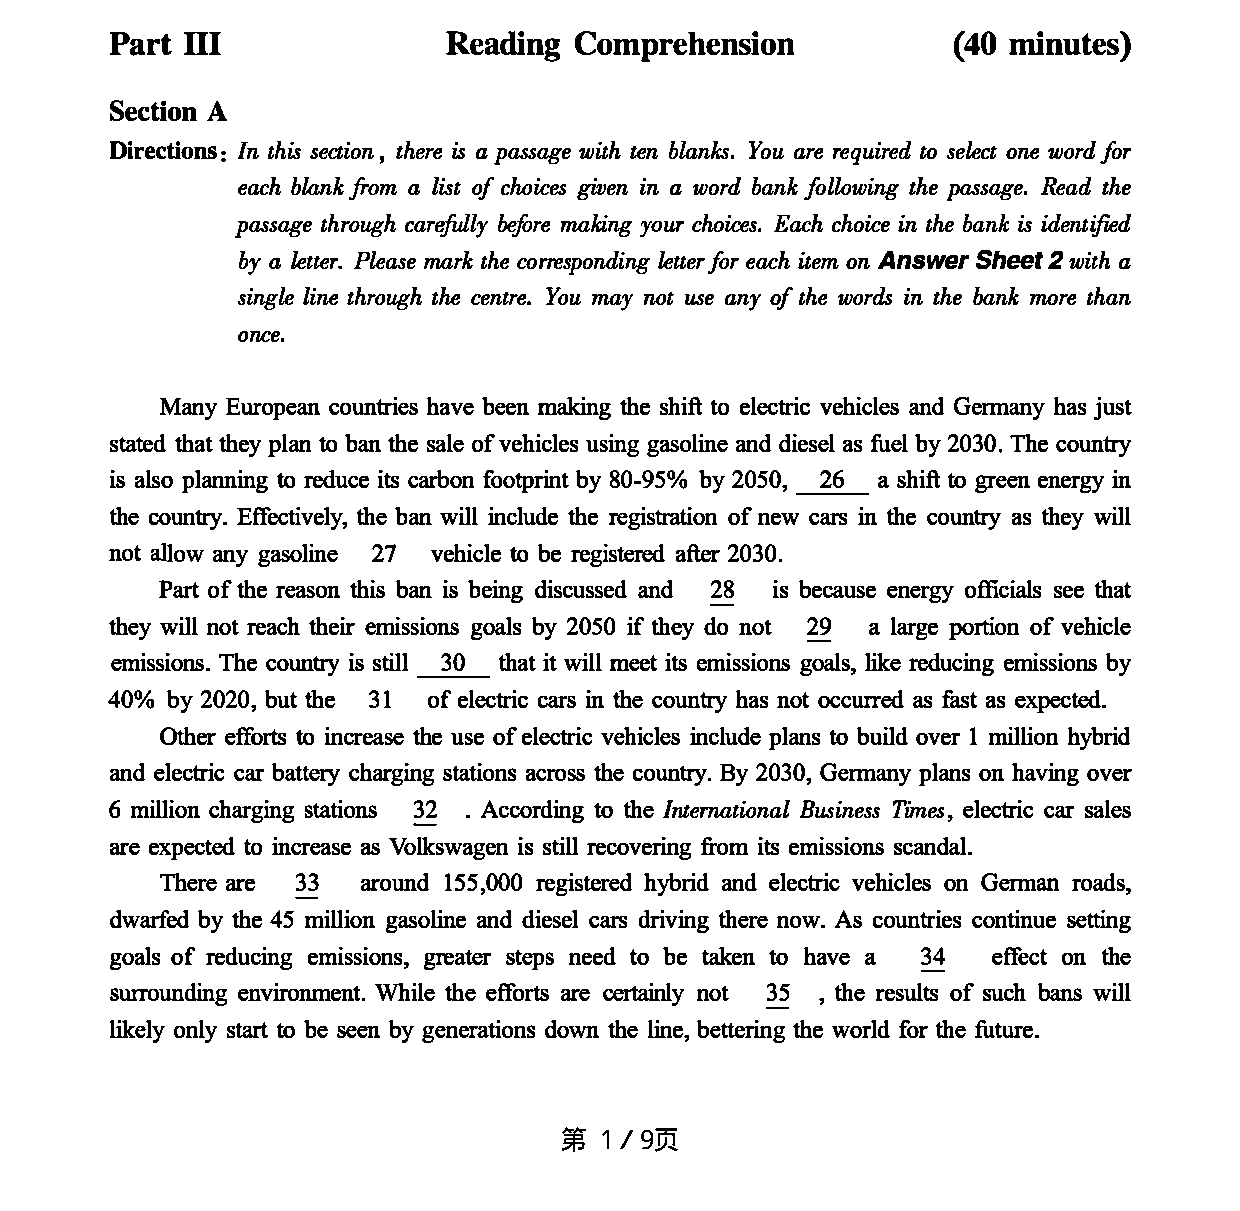 Part III Reading Comprehension (40 minutes)
Section A
Directions: In this section, there is a passage with ten blanks. You are required to select one word for
each blank from a list of choices given in a word bank following the passage. Read the
passage through carefully before making your choices. Each choice in the bank is identified
by a letter. Please mark the corresponding letter for each item on Answer Sheet 2 with a
single line through the centre. You may not use any of the words in the bank more than
once.
Many European countries have been making the shift to electric vehicles and Germany has just
stated that they plan to ban the sale of vehicles using gasoline and diesel as fuel by 2030. The country
is also planning to reduce its carbon footprint by 80-95% by 2050, 26 a shift to green energy in
the country. Effectively, the ban will include the registration of new cars in the country as they will
not allow any gasoline 27 vehicle to be registered after 2030.
Part of the reason this ban is being discussed and 28 is because energy officials see that
they will not reach their emissions goals by 2050 if they do not 29 a large portion of vehicle
emissions. The country is still 30 that it will meet its emissions goals, like reducing emissions by
40% by 2020, but the 31 of electric cars in the country has not occurred as fast as expected.
Other efforts to increase the use of electric vehicles include plans to build over 1 million hybrid
and electric car battery charging stations across the country. By 2030, Germany plans on having over
6 million charging stations 32 . According to the International Business Times, electric car sales
are expected to increase as Volkswagen is still recovering from its emissions scandal.
There are 33 around 155,000 registered hybrid and electric vehicles on German roads,
dwarfed by the 45 million gasoline and diesel cars driving there now. As countries continue setting
goals of reducing emissions, greater steps need to be taken to have a 34 effect on the
surrounding environment. While the efforts are certainly not 35 , the results of such bans will
likely only start to be seen by generations down the line, bettering the world for the future.
第 1 / 9页